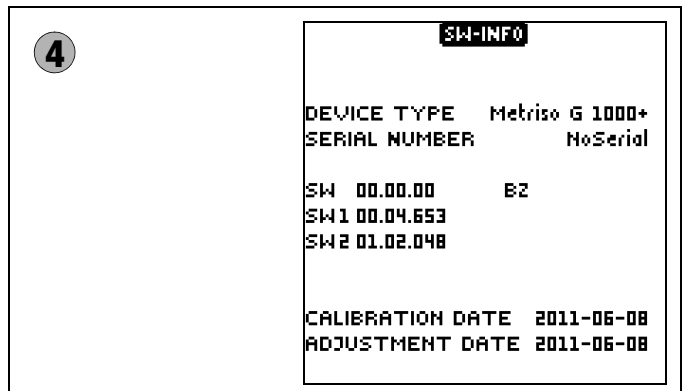 4
SW-INFO
DEVICE TYPE Metriso G 1000+
SERIAL NUMBER NoSerial
SW 00.00.00 BZ
SW1 00.04.653
SW2 01.02.048
CALIBRATION DATE 2011-06-08
ADJUSTMENT DATE 2011-06-08